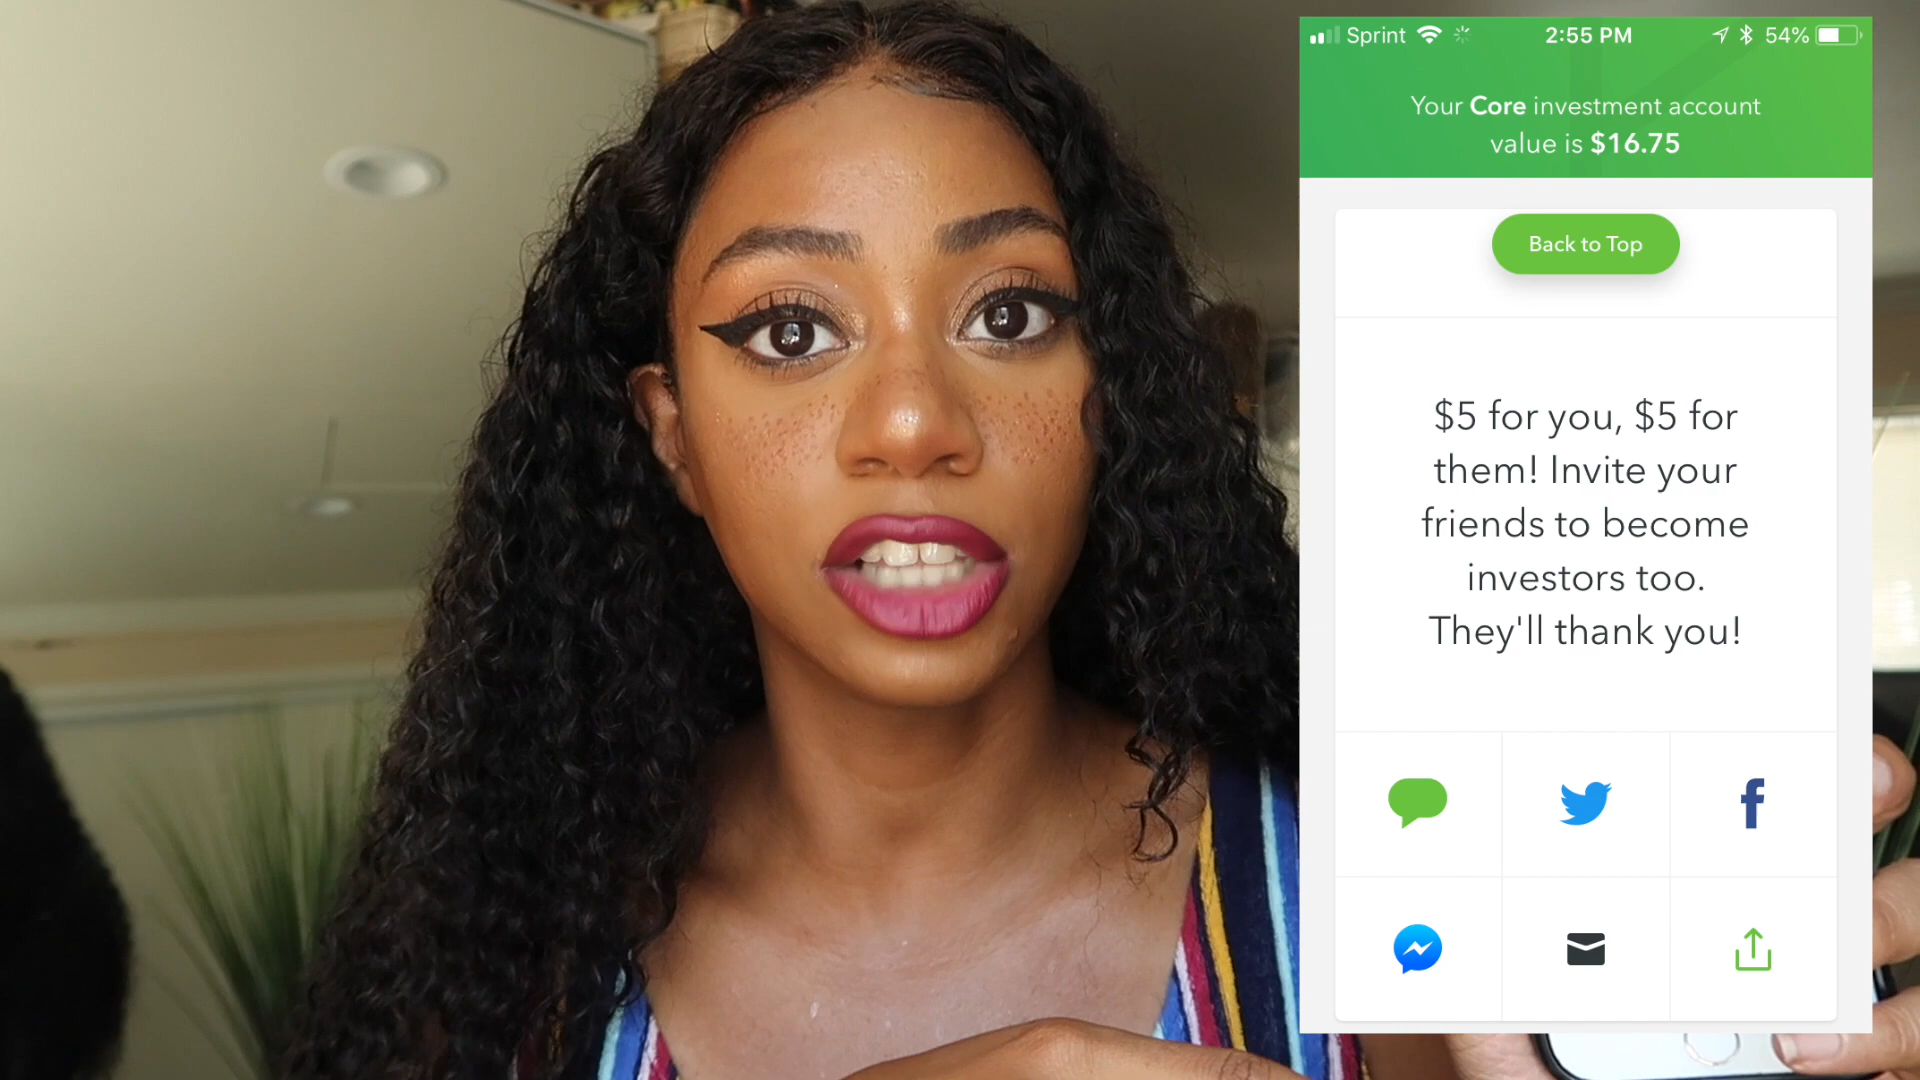 Sprint 2:55 PM 54%
Your Core investment account
value is $16.75
Back to Top
$5 for you, $5 for
them! Invite your
friends to become
investors too.
They'll thank you!